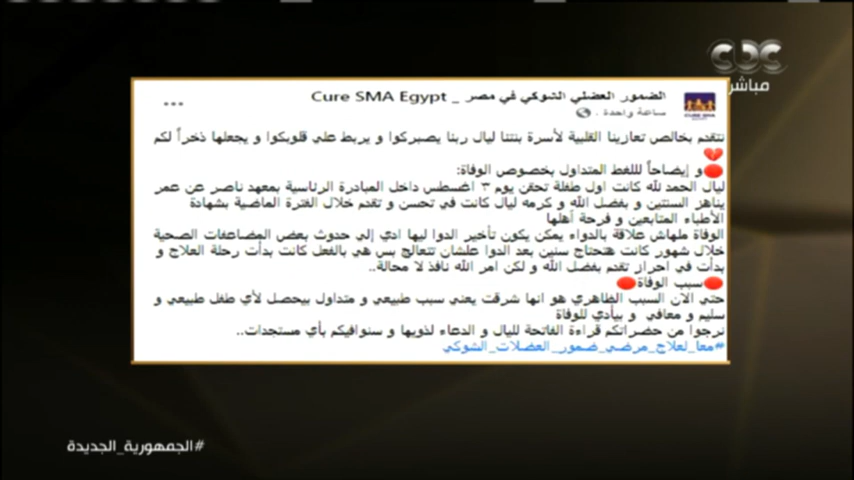 cbc
مباشر
الضمور العضلي الشوكي في مصر _ Cure SMA Egypt
ساعة واحدة .
CURE SMA
نتقدم بخالص تعازينا القلبية لأسرة بنتنا ليال ربنا يصبركوا و يربط علي قلوبكوا و يجعلها ذخراً لكم
💔
🔴و إيضاحاً لللغط المتداول بخصوص الوفاة:
ليال الحمد لله كانت اول طفلة تحقن يوم ٣ اغسطس داخل المبادرة الرئاسية بمعهد ناصر عن عمر
يناهز السنتين و بفضل الله و كرمه ليال كانت في تحسن و تقدم خلال الفترة الماضية بشهادة
الأطباء المتابعين و فرحة أهلها
الوفاة ملهاش علاقة بالدواء يمكن يكون تأخير الدوا ليها ادي إلي حدوث بعض المضاعفات الصحية
خلال شهور كانت هتحتاج سنين بعد الدوا علشان تتعالج بس هي بالفعل كانت بدأت رحلة العلاج و
بدأت في احراز تقدم بفضل الله و لكن امر الله نافذ لا محالة..
🔴سبب الوفاة🔴
حتي الان السبب الظاهري هو انها شرقت يعني سبب طبيعي و متداول بيحصل لأي طفل طبيعي و
سليم و معافي و بيأدي للوفاة
نرجوا من حضراتكم قراءة الفاتحة لليال و الدعاء لذويها و سنوافيكم بأي مستجدات..
#معا_لعلاج_مرضي_ضمور_العضلات_الشوكي
#الجمهورية_الجديدة